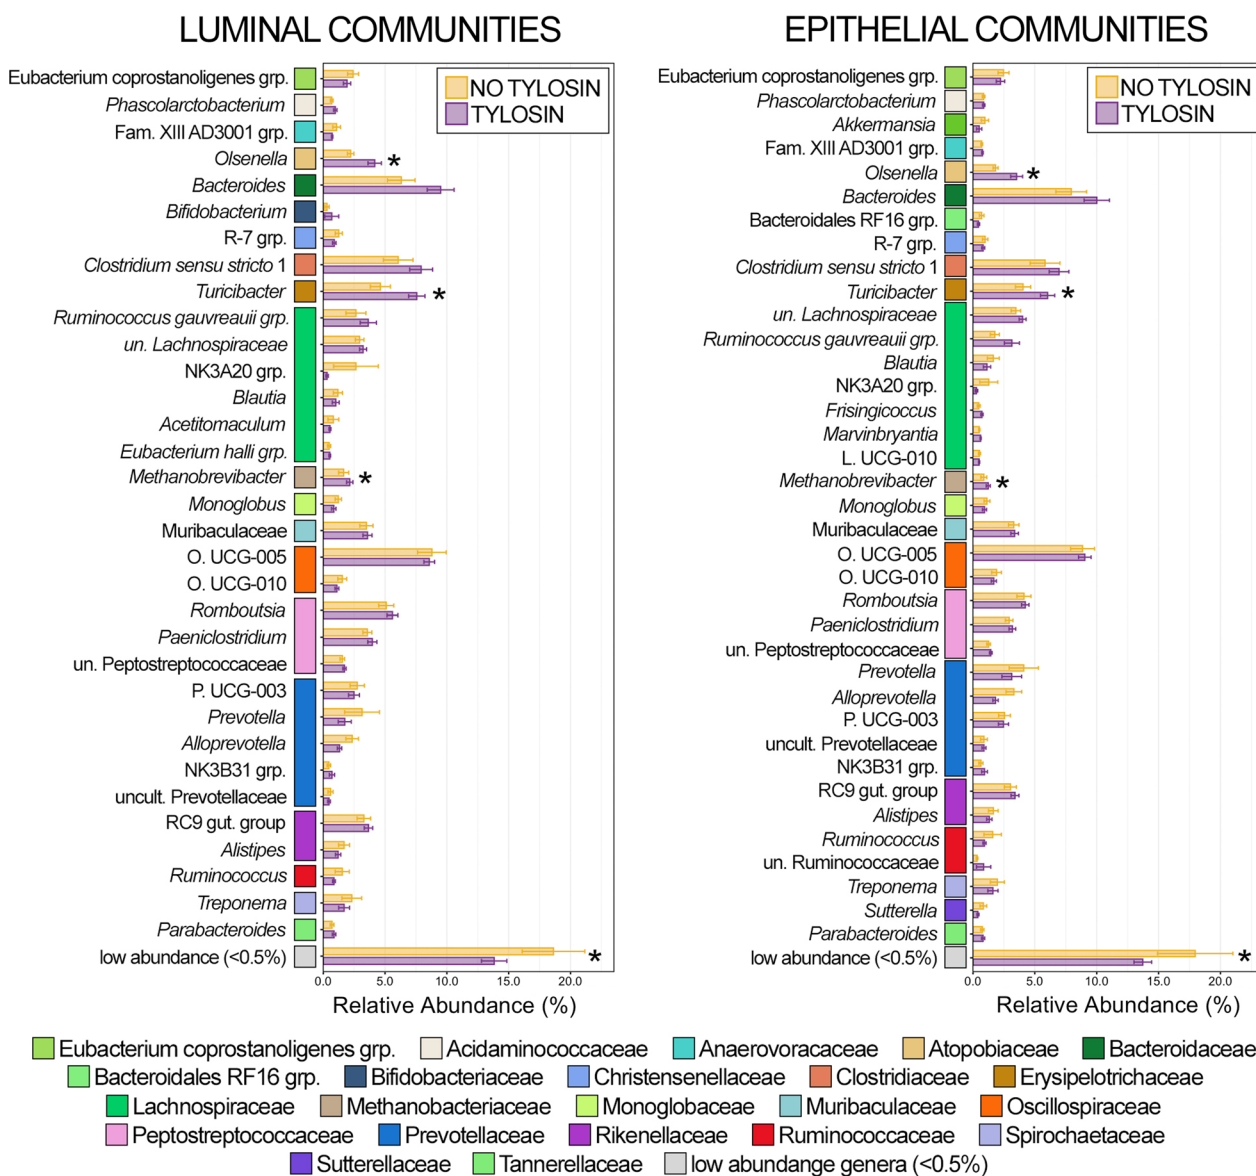 LUMINAL COMMUNITIES
NO TYLOSIN
TYLOSIN
Eubacterium coprostanoligenes grp.
Phascolarctobacterium
Fam. XIII AD3001 grp.
Olsenella *
Bacteroides
Bifidobacterium
R-7 grp.
Clostridium sensu stricto 1
Turicibacter *
Ruminococcus gauvreauii grp.
un. Lachnospiraceae
NK3A20 grp.
Blautia
Acetitomaculum
Eubacterium halli grp.
Methanobrevibacter *
Monoglobus
Muribaculaceae
O. UCG-005
O. UCG-010
Romboutsia
Paeniclostridium
un. Peptostreptococcaceae
P. UCG-003
Prevotella
Alloprevotella
NK3B31 grp.
uncult. Prevotellaceae
RC9 gut. group
Alistipes
Ruminococcus
Treponema
Parabacteroides
low abundance (<0.5%) *
0.0 5.0 10.0 15.0 20.0
Relative Abundance (%)
EPITHELIAL COMMUNITIES
NO TYLOSIN
TYLOSIN
Eubacterium coprostanoligenes grp.
Phascolarctobacterium
Akkermansia
Fam. XIII AD3001 grp.
Olsenella *
Bacteroides
Bacteroidales RF16 grp.
R-7 grp.
Clostridium sensu stricto 1
Turicibacter *
un. Lachnospiraceae
Ruminococcus gauvreauii grp.
Blautia
NK3A20 grp.
Frisingicoccus
Marvinbryantia
L. UCG-010
Methanobrevibacter *
Monoglobus
Muribaculaceae
O. UCG-005
O. UCG-010
Romboutsia
Paeniclostridium
un. Peptostreptococcaceae
Prevotella
Alloprevotella
P. UCG-003
uncult. Prevotellaceae
NK3B31 grp.
RC9 gut. group
Alistipes
Ruminococcus
un. Ruminococcaceae
Treponema
Sutterella
Parabacteroides
low abundance (<0.5%) *
0.0 5.0 10.0 15.0 20.0
Relative Abundance (%)
Eubacterium coprostanoligenes grp. Acidaminococcaceae Anaerovoracaceae Atopobiaceae Bacteroidaceae
Bacteroidales RF16 grp. Bifidobacteriaceae Christensenellaceae Clostridiaceae Erysipelotrichaceae
Lachnospiraceae Methanobacteriaceae Monoglobaceae Muribaculaceae Oscillospiraceae
Peptostreptococcaceae Prevotellaceae Rikenellaceae Ruminococcaceae Spirochaetaceae
Sutterellaceae Tannerellaceae low abundange genera (<0.5%)